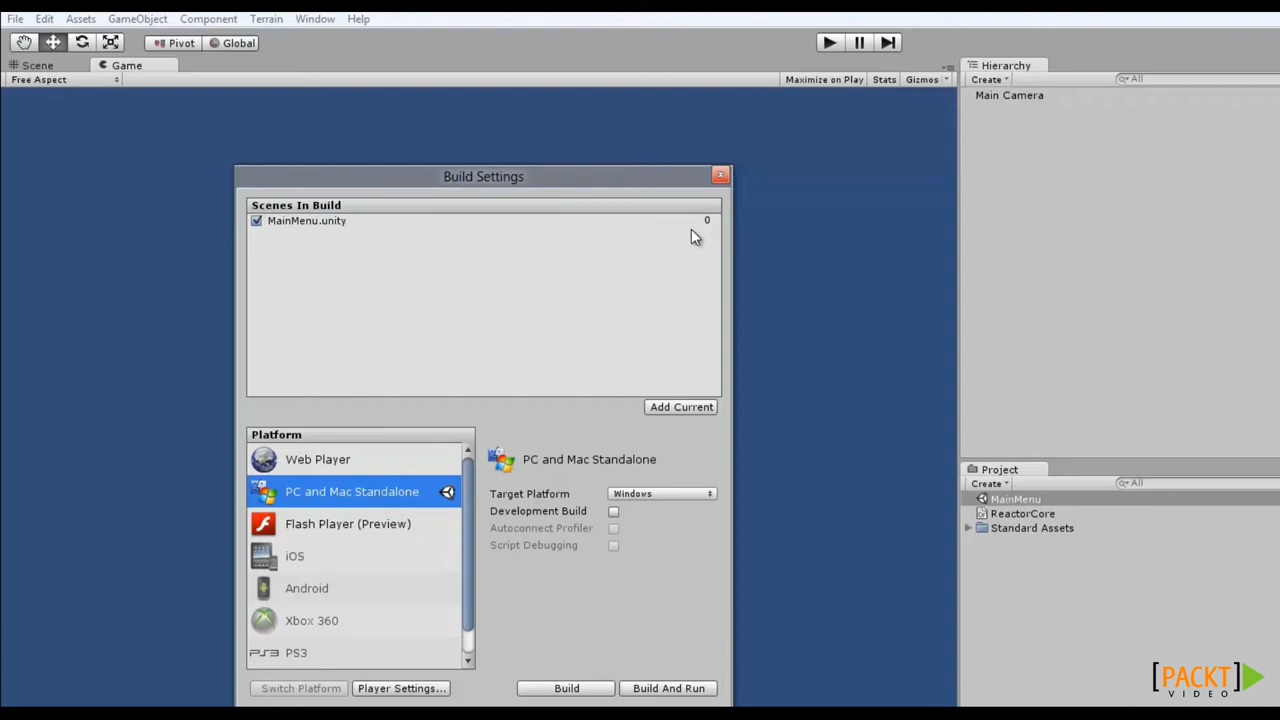 File Edit Assets GameObject Component Terrain Window Help
Pivot Global
Scene Game Hierarchy
Free Aspect Maximize on Play Stats Gizmos Create All
Main Camera
Build Settings
x
Scenes In Build
MainMenu.unity 0
Add Current
Platform
Web Player
PC and Mac Standalone
Flash Player (Preview)
iOS
Android
Xbox 360
PS3 PS3
Switch Platform Player Settings...
PC and Mac Standalone
Target Platform Windows
Development Build
Autoconnect Profiler
Script Debugging
Build Build And Run
Project
Create All
MainMenu
ReactorCore
Standard Assets
[PACKT]
VIDEO